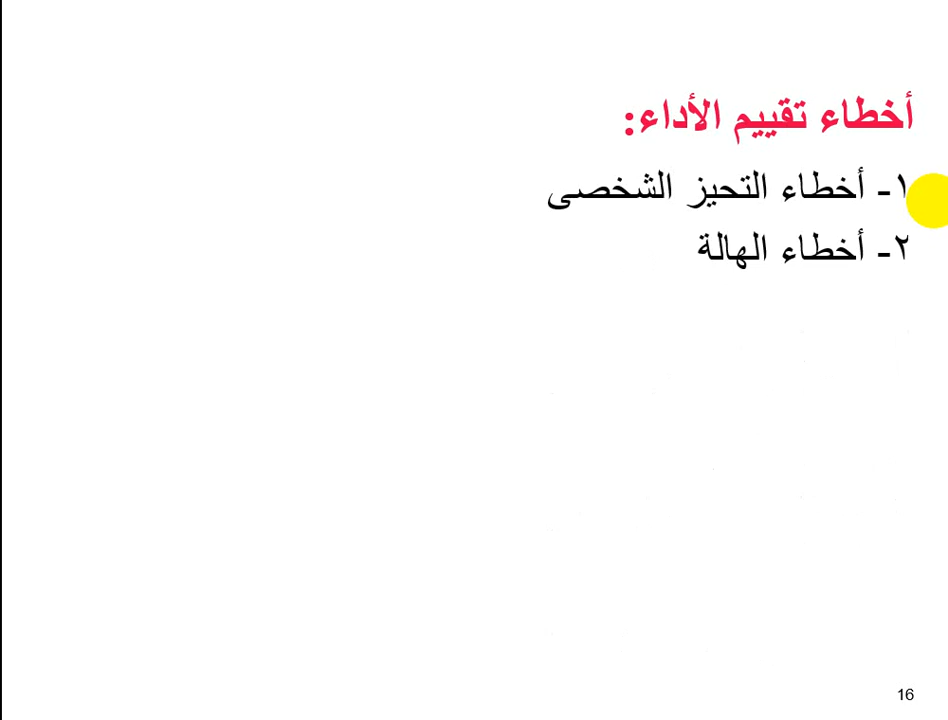 أخطاء تقييم الأداء:
١- أخطاء التحيز الشخصى
٢- أخطاء الهالة
16